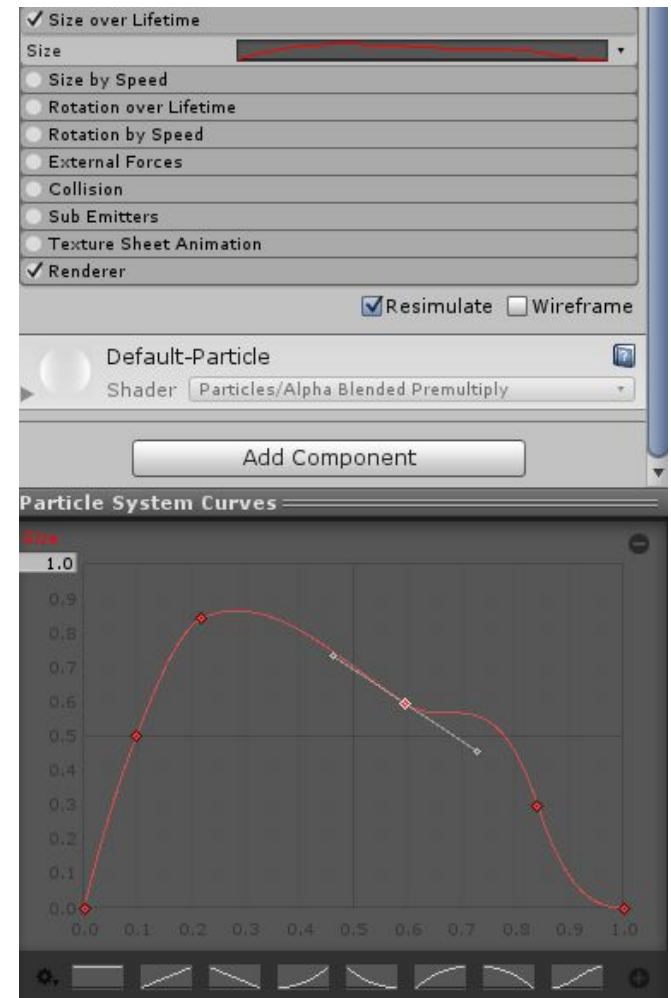 Size over Lifetime
Size
Size by Speed
Rotation over Lifetime
Rotation by Speed
External Forces
Collision
Sub Emitters
Texture Sheet Animation
Renderer
Resimulate Wireframe
Default-Particle
Shader Particles/Alpha Blended Premultiply
Add Component
Particle System Curves
Size
1.0
0.9
0.8
0.7
0.6
0.5
0.4
0.3
0.2
0.1
0.0
0.0 0.1 0.2 0.3 0.4 0.5 0.6 0.7 0.8 0.9 1.0